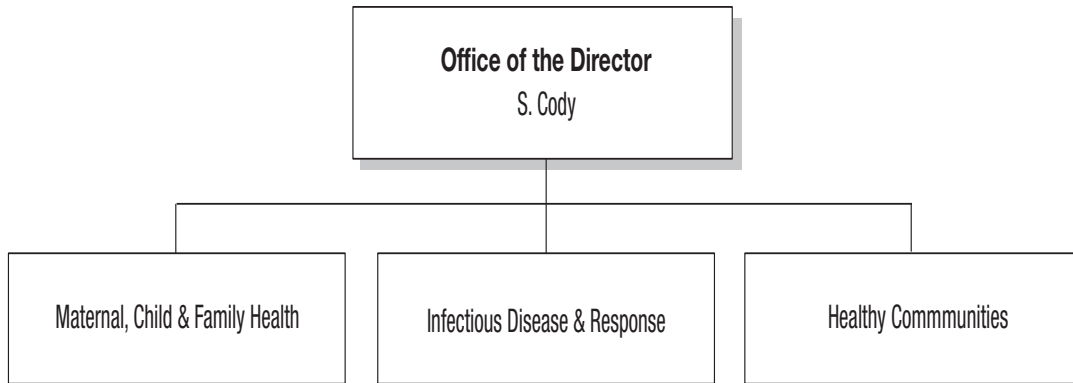 Office of the Director
S. Cody
Maternal, Child & Family Health
Infectious Disease & Response
Healthy Commmunities